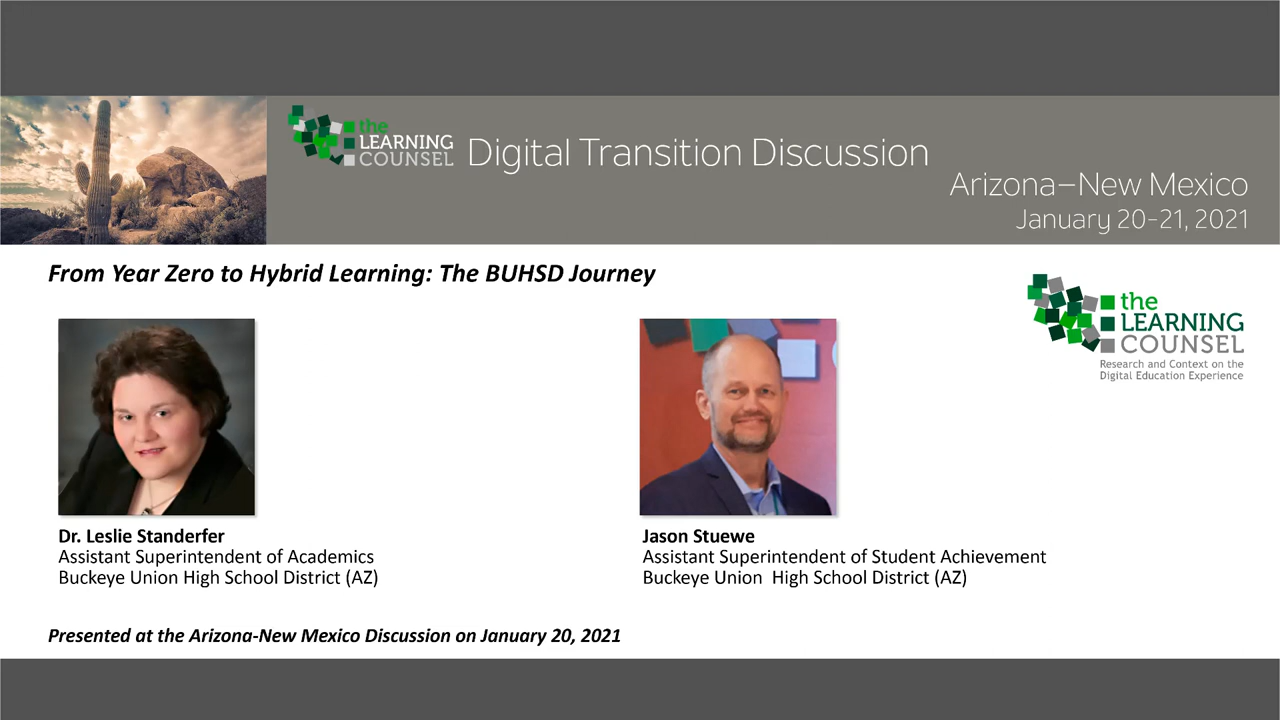 the
LEARNING
COUNSEL
Digital Transition Discussion
Arizona–New Mexico
January 20-21, 2021
From Year Zero to Hybrid Learning: The BUHSD Journey
the
LEARNING
COUNSEL
Research and Context on the
Digital Education Experience
Dr. Leslie Standerfer
Assistant Superintendent of Academics
Buckeye Union High School District (AZ)
Jason Stuewe
Assistant Superintendent of Student Achievement
Buckeye Union  High School District (AZ)
Presented at the Arizona-New Mexico Discussion on January 20, 2021